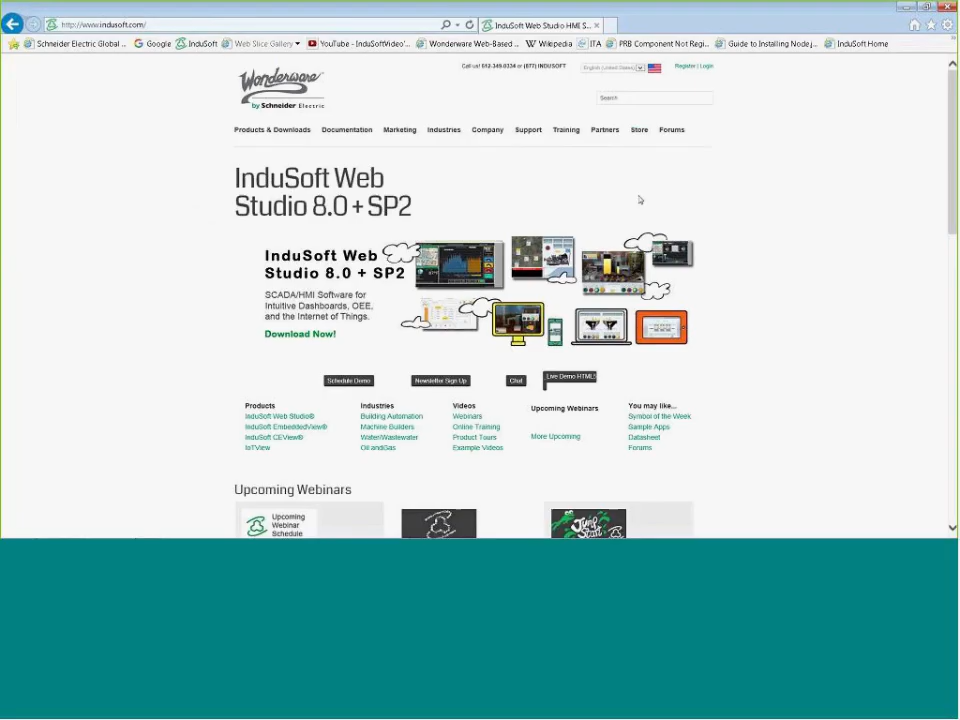 http://www.indusoft.com/
InduSoft Web Studio HMI S...
Schneider Electric Global ... Google InduSoft Web Slice Gallery YouTube - InduSoftVideo'... Wonderware Web-Based ... Wikipedia ITA PRB Component Not Regi... Guide to Installing Node.j... InduSoft Home
Wonderware
by Schneider Electric
Call us! 512-349-0334 or (877) INDUSOFT
English (United States)
Register | Login
Search
Products & Downloads Documentation Marketing Industries Company Support Training Partners Store Forums
InduSoft Web
Studio 8.0 + SP2
InduSoft Web
Studio 8.0 + SP2
SCADA/HMI Software for
Intuitive Dashboards, OEE,
and the Internet of Things.
Download Now!
Schedule Demo Newsletter Sign Up Chat Live Demo HTML5
Products
InduSoft Web Studio®
InduSoft EmbeddedView®
InduSoft CEView®
IoTView
Industries
Building Automation
Machine Builders
Water/Wastewater
Oil andGas
Videos
Webinars
Online Training
Product Tours
Example Videos
Upcoming Webinars
More Upcoming
You may like...
Symbol of the Week
Sample Apps
Datasheet
Forums
Upcoming Webinars
Upcoming
Webinar
Schedule
Jump
Start